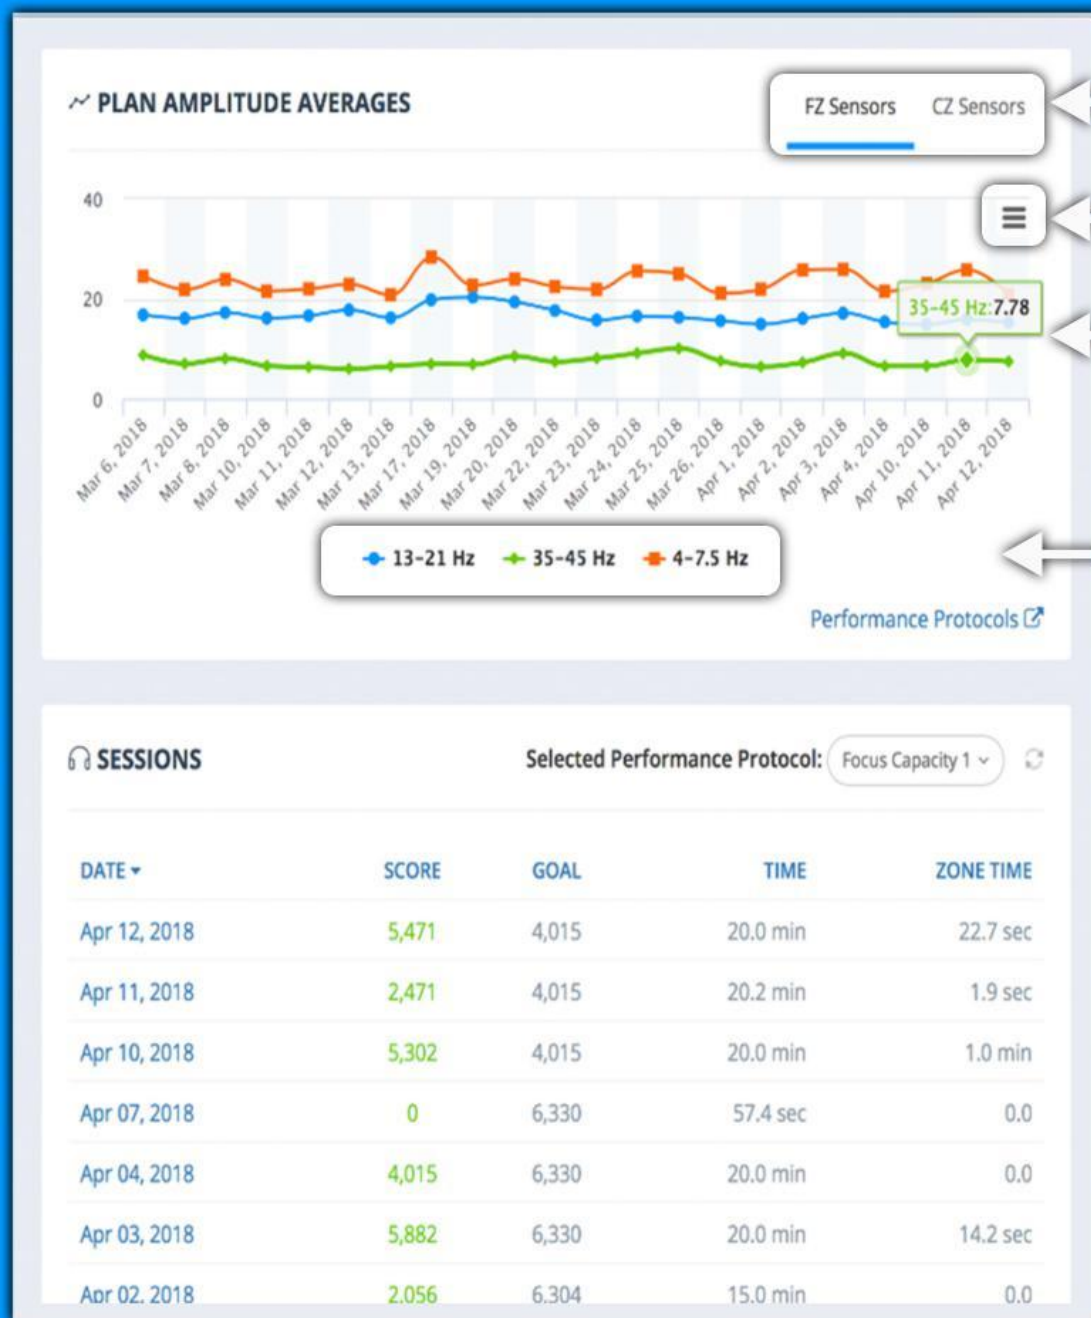 PLAN AMPLITUDE AVERAGES
FZ Sensors CZ Sensors
40
20
0
35-45 Hz:7.78
Mar 6, 2018
Mar 7, 2018
Mar 8, 2018
Mar 10, 2018
Mar 11, 2018
Mar 12, 2018
Mar 13, 2018
Mar 17, 2018
Mar 19, 2018
Mar 20, 2018
Mar 22, 2018
Mar 23, 2018
Mar 24, 2018
Mar 25, 2018
Mar 26, 2018
Apr 1, 2018
Apr 2, 2018
Apr 3, 2018
Apr 4, 2018
Apr 10, 2018
Apr 11, 2018
Apr 12, 2018
13-21 Hz 35-45 Hz 4-7.5 Hz
Performance Protocols
SESSIONS Selected Performance Protocol: Focus Capacity 1
DATE SCORE GOAL TIME ZONE TIME
Apr 12, 2018 5,471 4,015 20.0 min 22.7 sec
Apr 11, 2018 2,471 4,015 20.2 min 1.9 sec
Apr 10, 2018 5,302 4,015 20.0 min 1.0 min
Apr 07, 2018 0 6,330 57.4 sec 0.0
Apr 04, 2018 4,015 6,330 20.0 min 0.0
Apr 03, 2018 5,882 6,330 20.0 min 14.2 sec
Apr 02, 2018 2,056 6,304 15.0 min 0.0